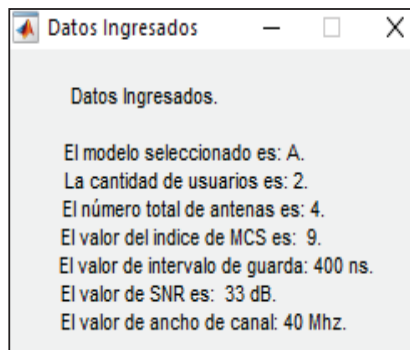 Datos Ingresados
Datos Ingresados.
El modelo seleccionado es: A.
La cantidad de usuarios es: 2.
El número total de antenas es: 4.
El valor del indice de MCS es:  9.
El valor de intervalo de guarda: 400 ns.
El valor de SNR es:  33 dB.
El valor de ancho de canal: 40 Mhz.